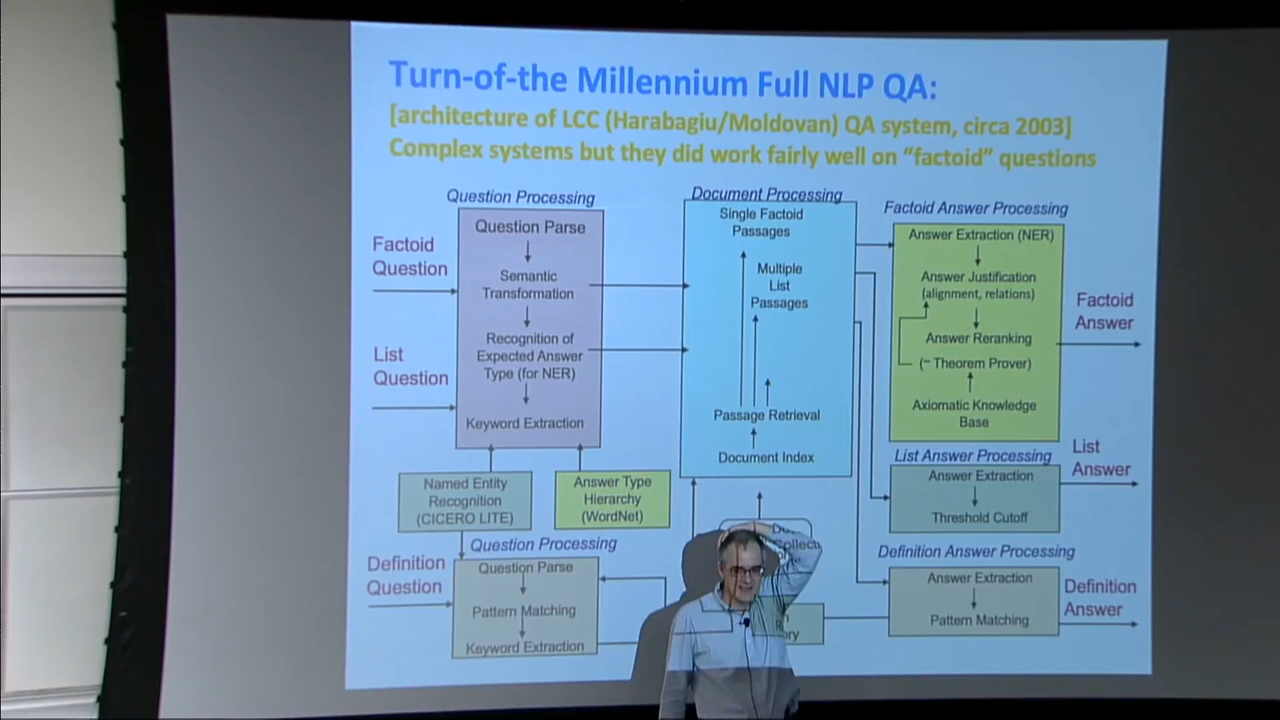 Turn-of-the Millennium Full NLP QA:
[architecture of LCC (Harabagiu/Moldovan) QA system, circa 2003]
Complex systems but they did work fairly well on “factoid” questions
Question Processing
Factoid
Question
List
Question
Question Parse
Semantic
Transformation
Recognition of
Expected Answer
Type (for NER)
Keyword Extraction
Named Entity
Recognition
(CICERO LITE)
Answer Type
Hierarchy
(WordNet)
Question Processing
Definition
Question
Question Parse
Pattern Matching
Keyword Extraction
Document Processing
Single Factoid
Passages
Multiple
List
Passages
Passage Retrieval
Document Index
Factoid Answer Processing
Answer Extraction (NER)
Answer Justification
(alignment, relations)
Answer Reranking
(~ Theorem Prover)
Axiomatic Knowledge
Base
Factoid
Answer
List Answer Processing
Answer Extraction
Threshold Cutoff
List
Answer
Definition Answer Processing
Answer Extraction
Pattern Matching
Definition
Answer